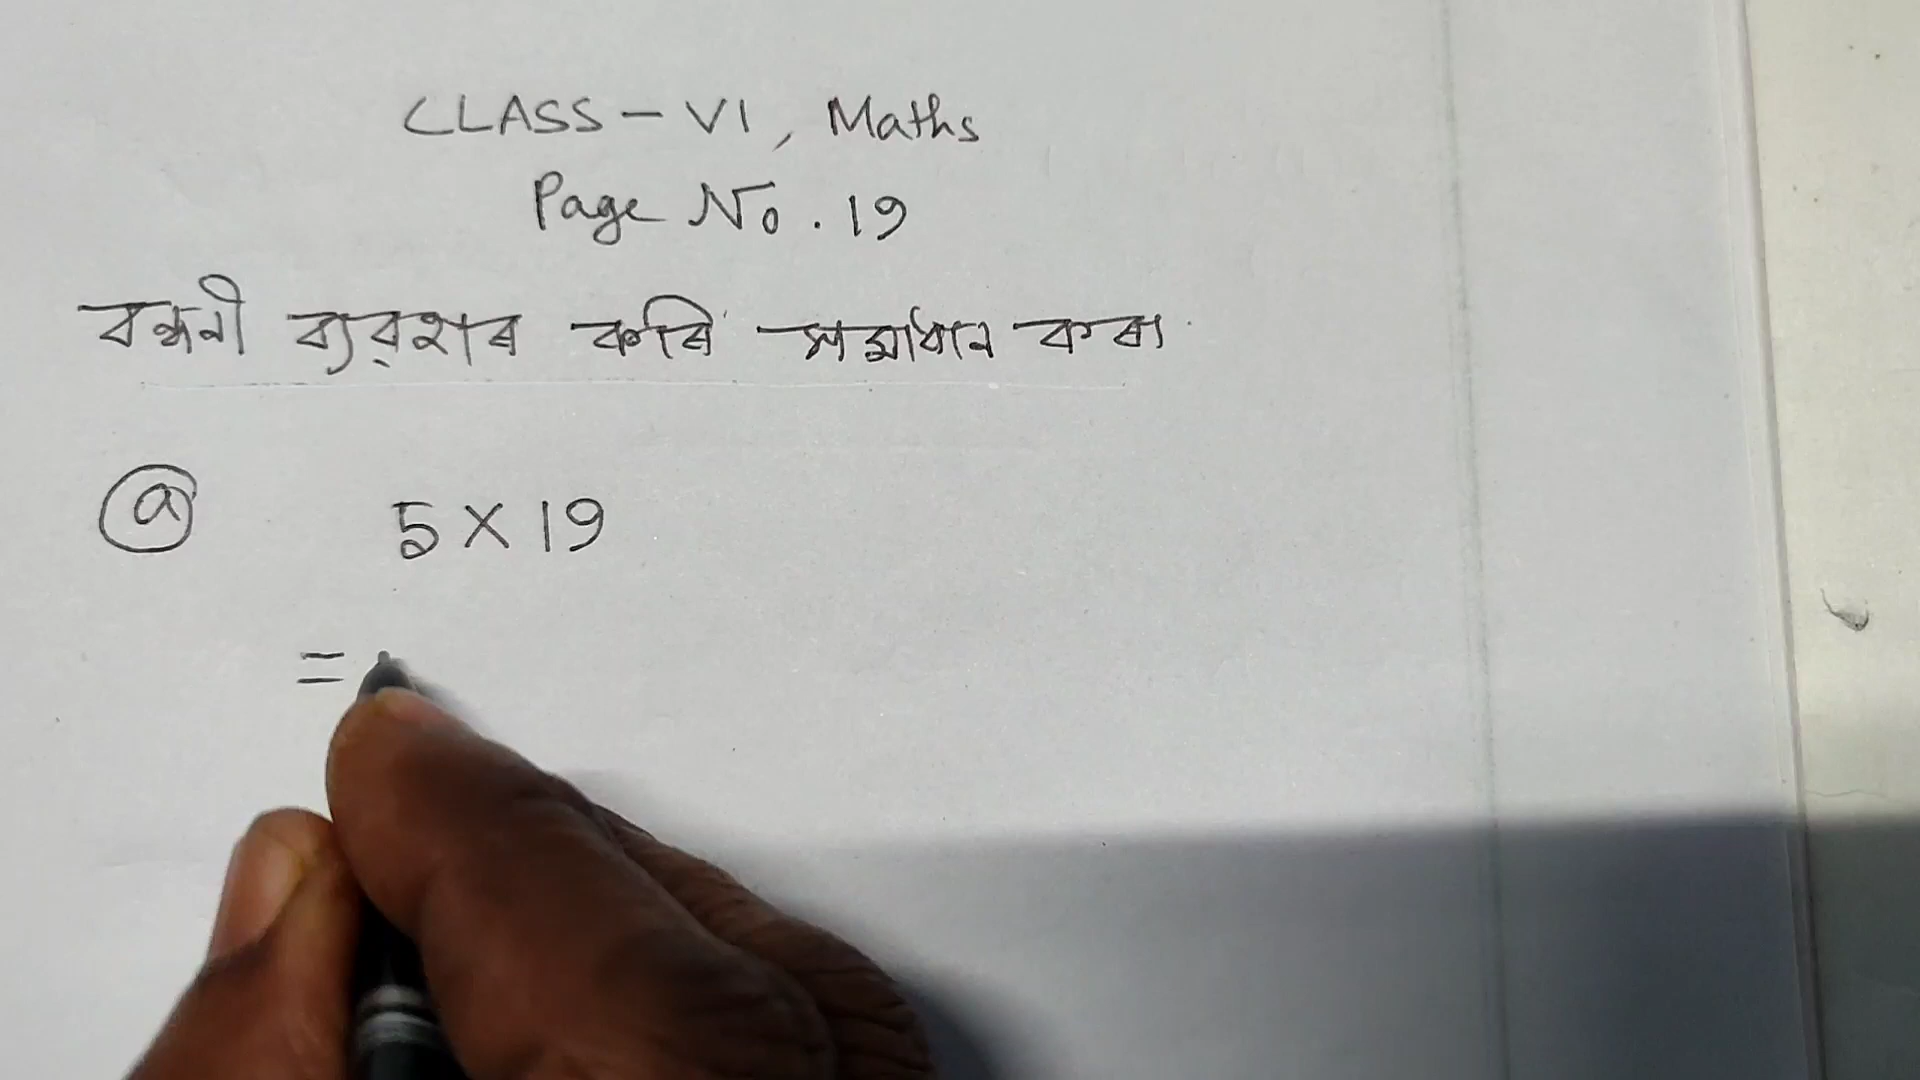 CLASS - VI, Maths
Page No. 19
বন্ধনী ব্যৱহাৰ কৰি সমাধান কৰা
ⓐ 5 × 19
=